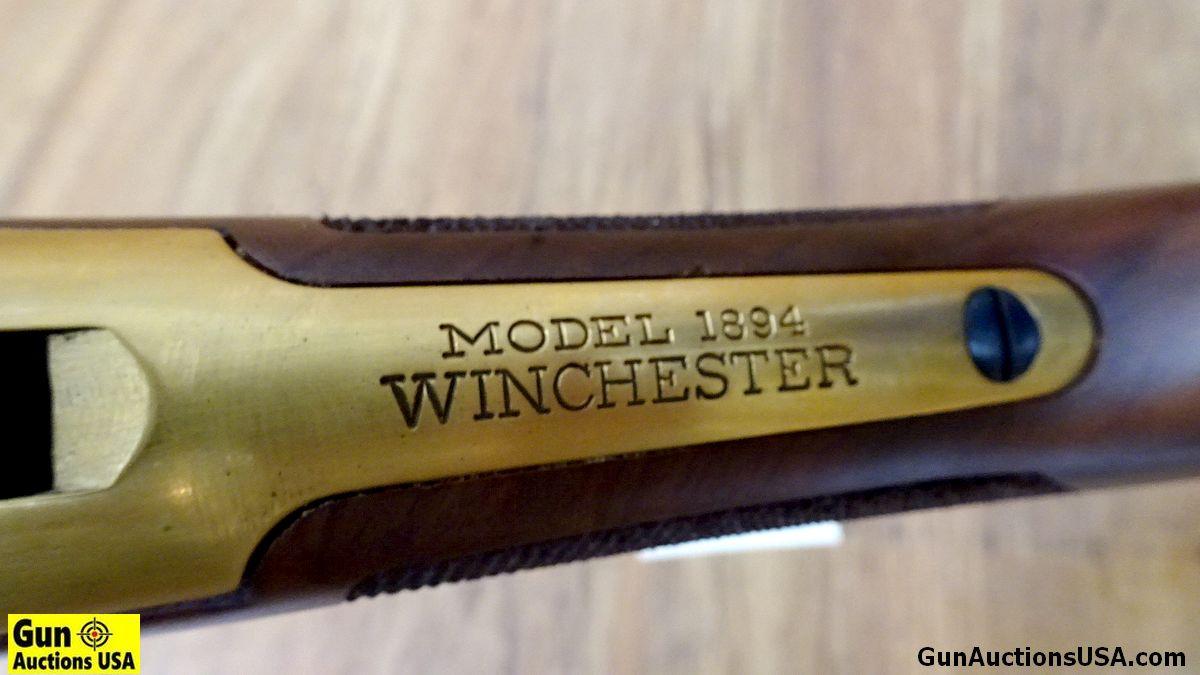 MODEL 1894
WINCHESTER
Gun
Auctions USA
GunAuctionsUSA.com